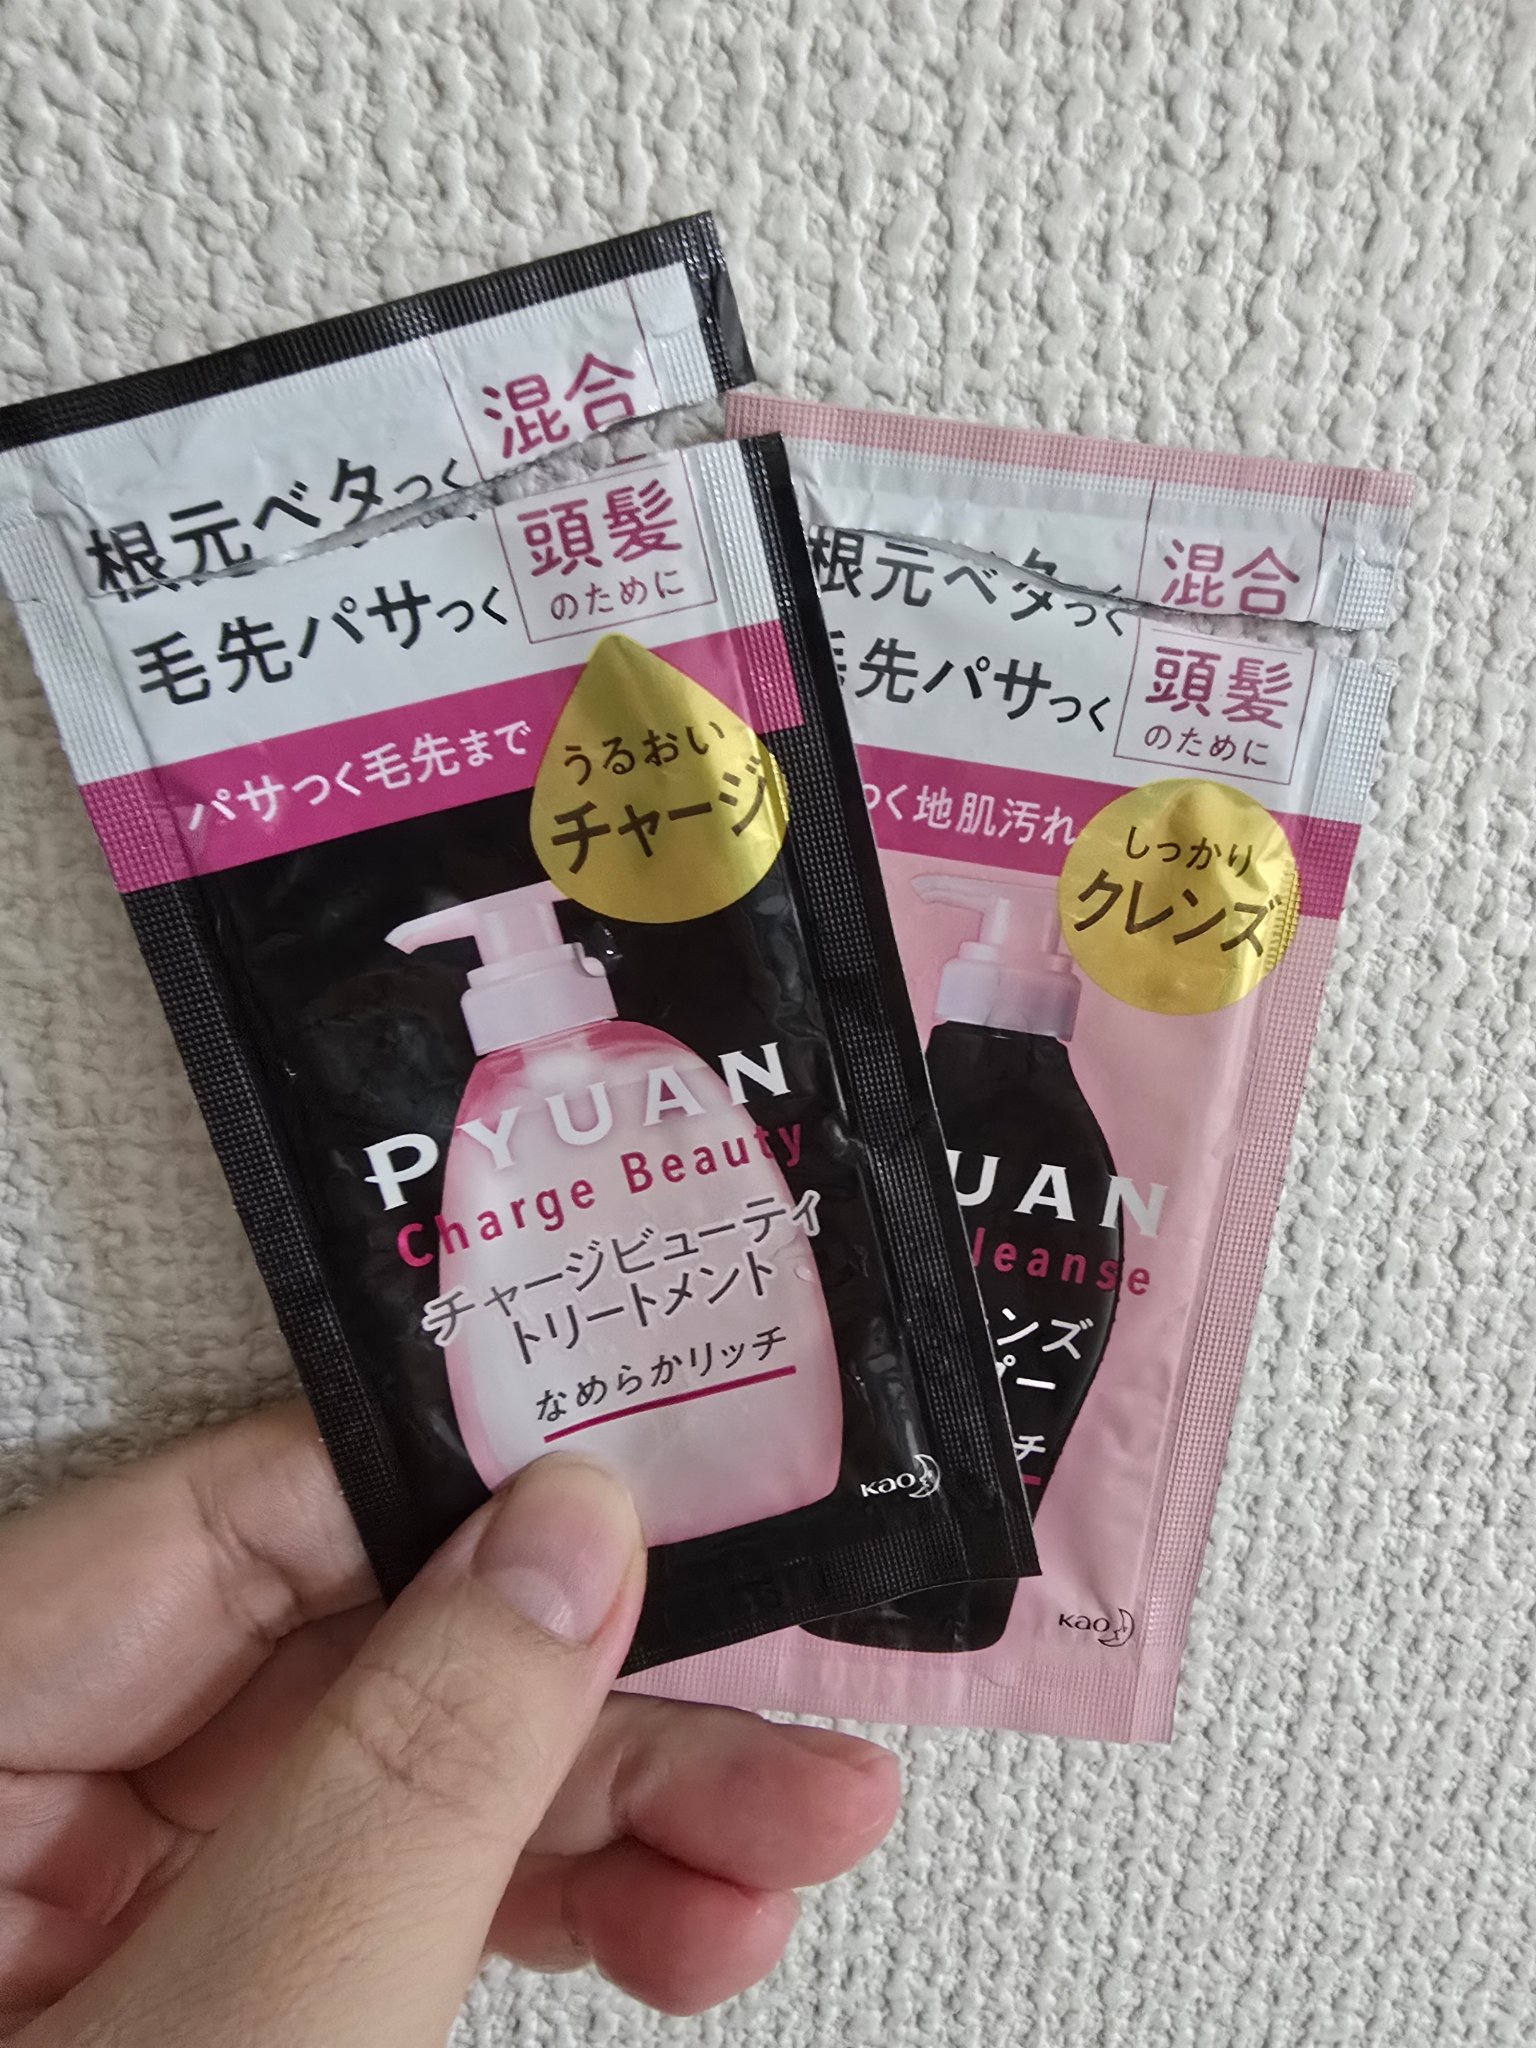 根元ベタつく
毛先パサつく
混合
頭髪
のために
パサつく毛先まで
うるおい
チャージ
PYUAN
Charge Beauty
チャージビューティ
トリートメント
なめらかリッチ
Kao
根元ベタつく
毛先パサつく
混合
頭髪
のために
つく地肌汚れ
しっかり
クレンズ
UAN
leanse
ンズ
プー
チ
Kao